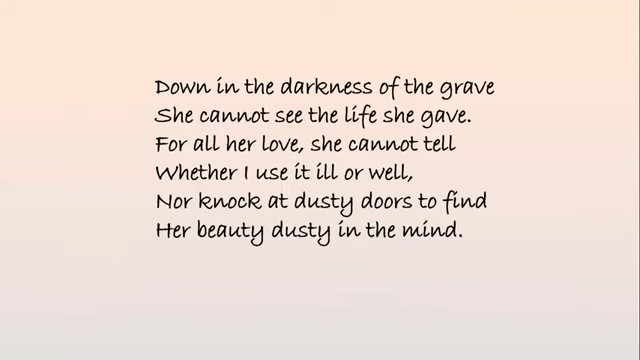 Down in the darkness of the grave
She cannot see the life she gave.
For all her love, she cannot tell
Whether I use it ill or well,
Nor knock at dusty doors to find
Her beauty dusty in the mind.